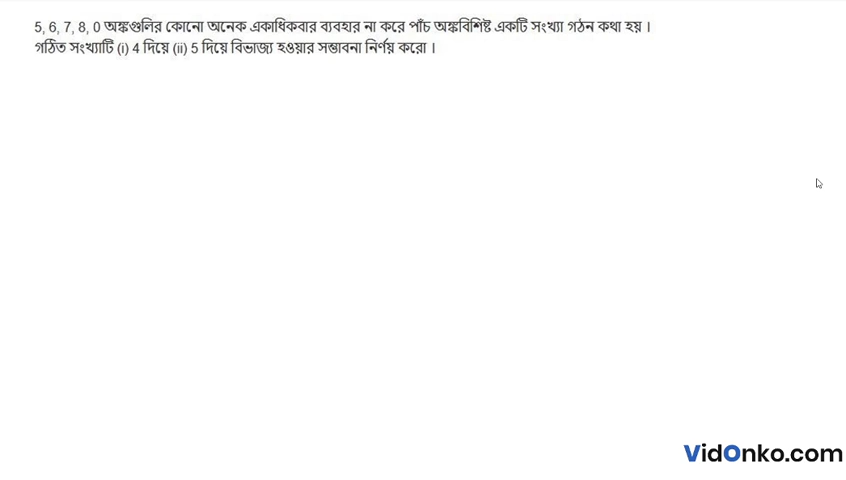 5, 6, 7, 8, 0 অঙ্কগুলির কোনো অনেক একাধিকবার ব্যবহার না করে পাঁচ অঙ্কবিশিষ্ট একটি সংখ্যা গঠন কথা হয় ।
গঠিত সংখ্যাটি (i) 4 দিয়ে (ii) 5 দিয়ে বিভাজ্য হওয়ার সম্ভাবনা নির্ণয় করো ।
VidOnko.com